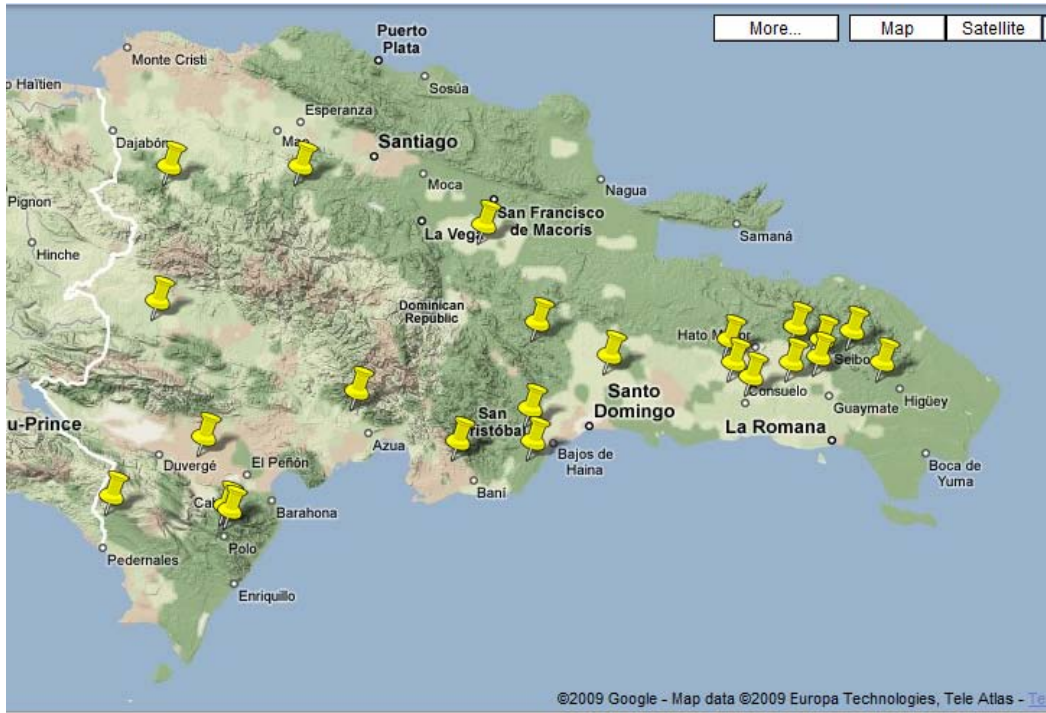 More...
Map
Satellite
Puerto
Plata
Monte Cristi
Sosúa
o Haïtien
Esperanza
Dajabón
Santiago
Moca
Nagua
Pignon
San Francisco
de Macorís
La Vega
Samaná
Hinche
Dominican
Republic
Hato
Seibo
Consuelo
Higüey
Guaymate
Santo
Domingo
San
u-Prince
La Romana
Azua
Bajos de
Haina
Duvergé
El Peñón
Boca de
Yuma
Baní
Barahona
Polo
Pedernales
Enriquillo
©2009 Google - Map data ©2009 Europa Technologies, Tele Atlas - Te